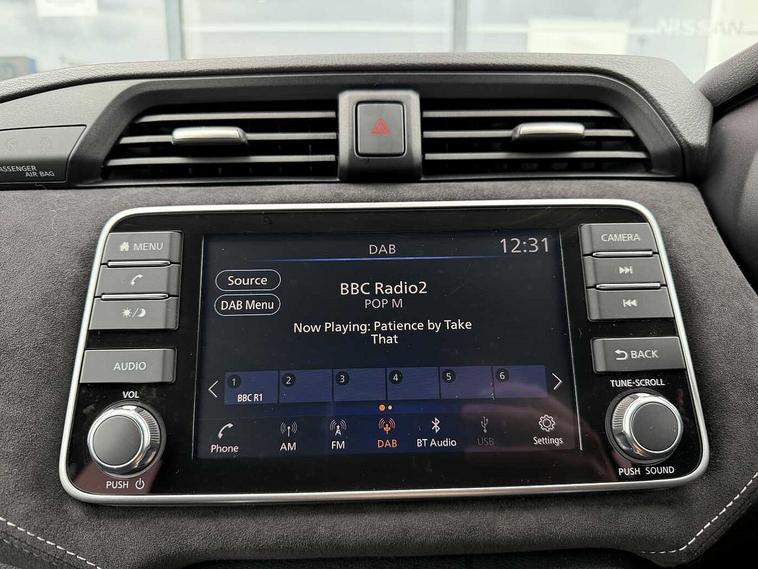 NISSAN
PASSENGER
AIR BAG
MENU
AUDIO
VOL
PUSH
DAB
12:31
Source
DAB Menu
BBC Radio2
POP M
Now Playing: Patience by Take
That
1 2 3 4 5 6
BBC R1
Phone AM FM DAB BT Audio USB Settings
CAMERA
BACK
TUNE•SCROLL
PUSH SOUND